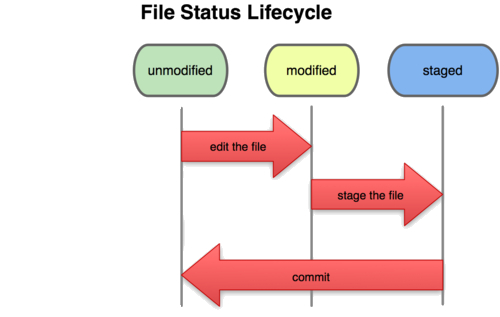 File Status Lifecycle
unmodified
modified
staged
edit the file
stage the file
commit